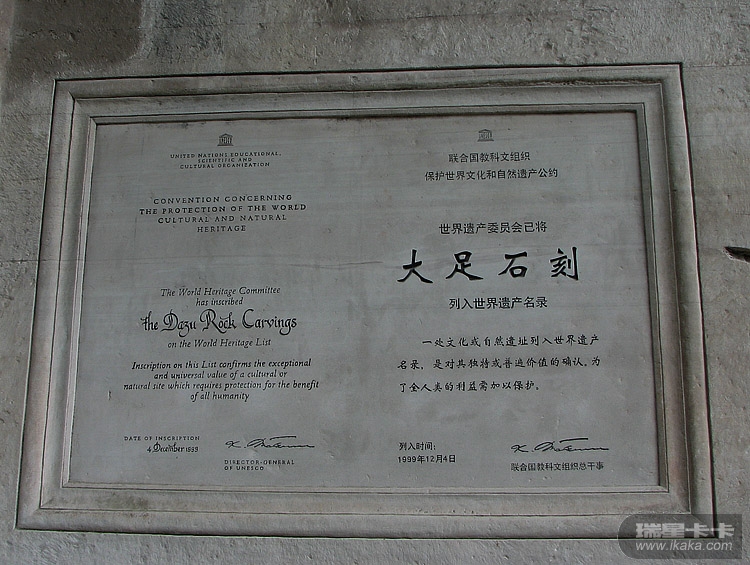 UNITED NATIONS EDUCATIONAL,
SCIENTIFIC AND
CULTURAL ORGANIZATION
CONVENTION CONCERNING
THE PROTECTION OF THE WORLD
CULTURAL AND NATURAL
HERITAGE
The World Heritage Committee
has inscribed
the Dazu Rock Carvings
on the World Heritage List
Inscription on this List confirms the exceptional
and universal value of a cultural or
natural site which requires protection for the benefit
of all humanity
DATE OF INSCRIPTION
4 December 1999
DIRECTOR-GENERAL
OF UNESCO
联合国教科文组织
保护世界文化和自然遗产公约
世界遗产委员会已将
大足石刻
列入世界遗产名录
一处文化或自然遗址列入世界遗产
名录，是对其独特或普遍价值的确认，为
了全人类的利益需加以保护。
列入时间：
1999年12月4日
联合国教科文组织总干事
瑞星卡卡
www.ikaka.com